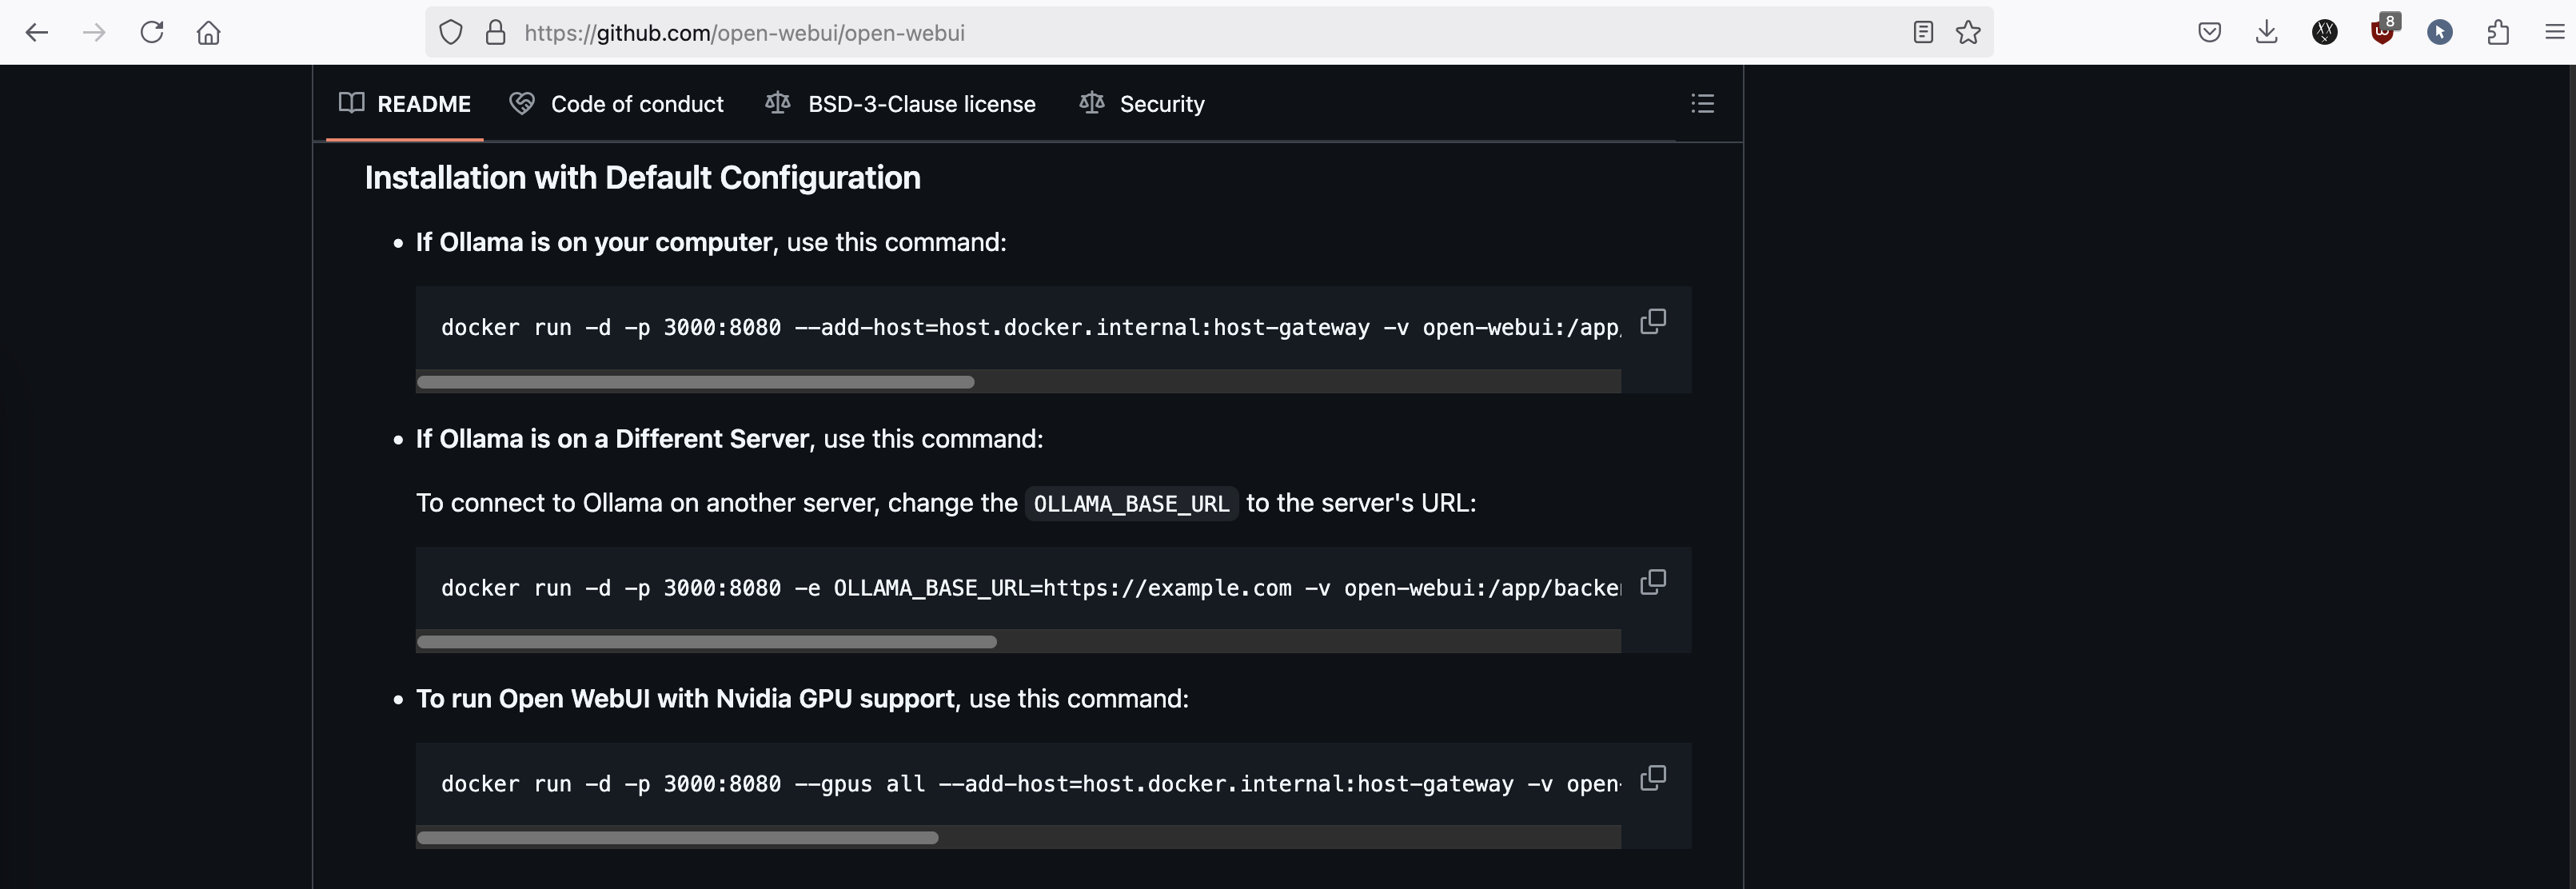 https://github.com/open-webui/open-webui
8
README Code of conduct BSD-3-Clause license Security
Installation with Default Configuration
• If Ollama is on your computer, use this command:
docker run -d -p 3000:8080 --add-host=host.docker.internal:host-gateway -v open-webui:/app
• If Ollama is on a Different Server, use this command:
To connect to Ollama on another server, change the OLLAMA_BASE_URL to the server's URL:
docker run -d -p 3000:8080 -e OLLAMA_BASE_URL=https://example.com -v open-webui:/app/backe
• To run Open WebUI with Nvidia GPU support, use this command:
docker run -d -p 3000:8080 --gpus all --add-host=host.docker.internal:host-gateway -v open-